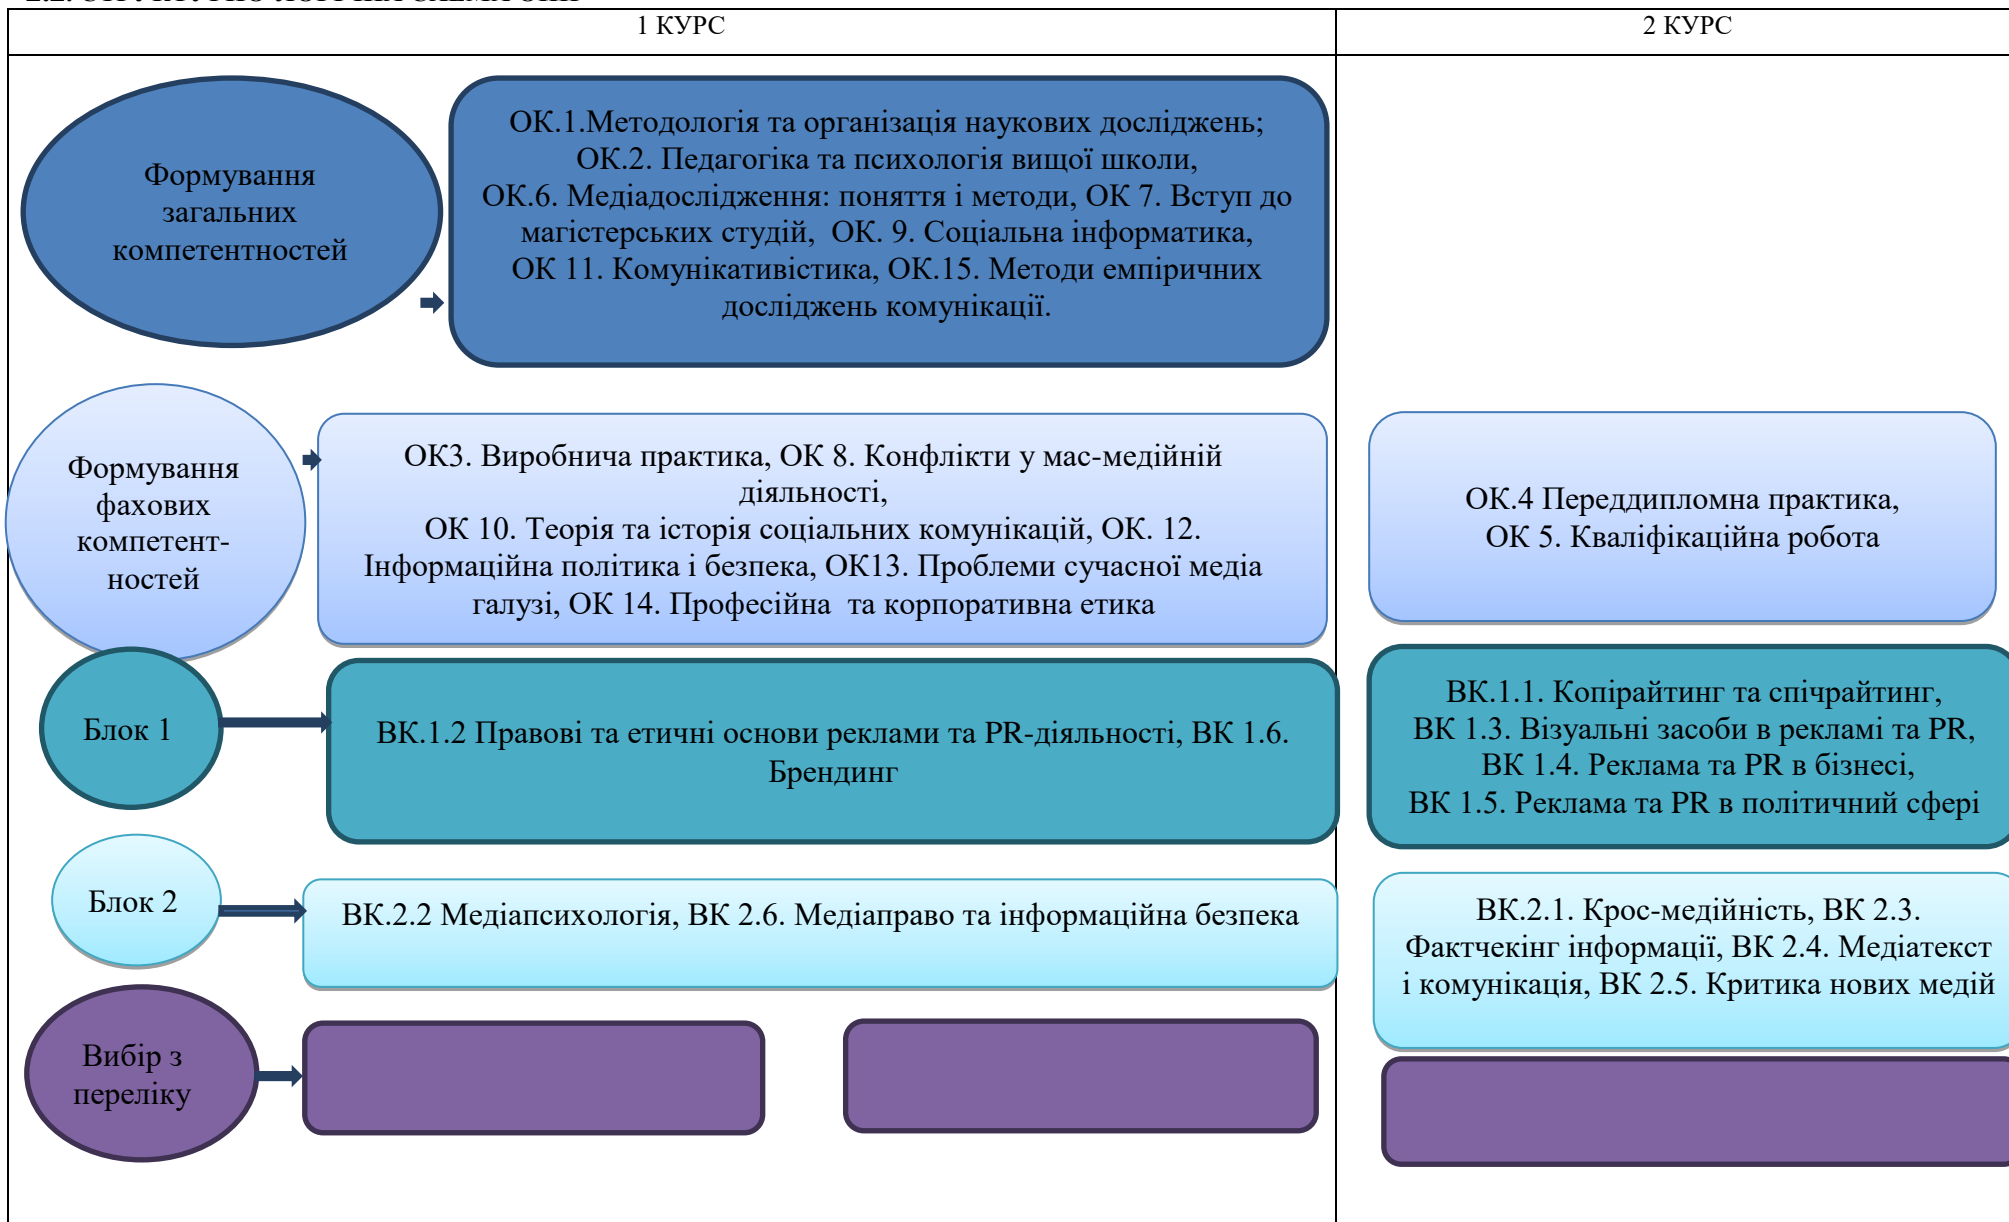 1 КУРС
2 КУРС
Формування
загальних
компетентностей
ОК.1.Методологія та організація наукових досліджень;
ОК.2. Педагогіка та психологія вищої школи,
ОК.6. Медіадослідження: поняття і методи, ОК 7. Вступ до
магістерських студій, ОК. 9. Соціальна інформатика,
ОК 11. Комунікативістика, ОК.15. Методи емпіричних
досліджень комунікації.
Формування
фахових
компетент-
ностей
ОК3. Виробнича практика, ОК 8. Конфлікти у мас-медійній
діяльності,
ОК 10. Теорія та історія соціальних комунікацій, ОК. 12.
Інформаційна політика і безпека, ОК13. Проблеми сучасної медіа
галузі, ОК 14. Професійна та корпоративна етика
ОК.4 Переддипломна практика,
ОК 5. Кваліфікаційна робота
Блок 1
ВК.1.2 Правові та етичні основи реклами та PR-діяльності, ВК 1.6.
Брендинг
ВК.1.1. Копірайтинг та спічрайтинг,
ВК 1.3. Візуальні засоби в рекламі та PR,
ВК 1.4. Реклама та PR в бізнесі,
ВК 1.5. Реклама та PR в політичний сфері
Блок 2
ВК.2.2 Медіапсихологія, ВК 2.6. Медіаправо та інформаційна безпека
ВК.2.1. Крос-медійність, ВК 2.3.
Фактчекінг інформації, ВК 2.4. Медіатекст
і комунікація, ВК 2.5. Критика нових медій
Вибір з
переліку